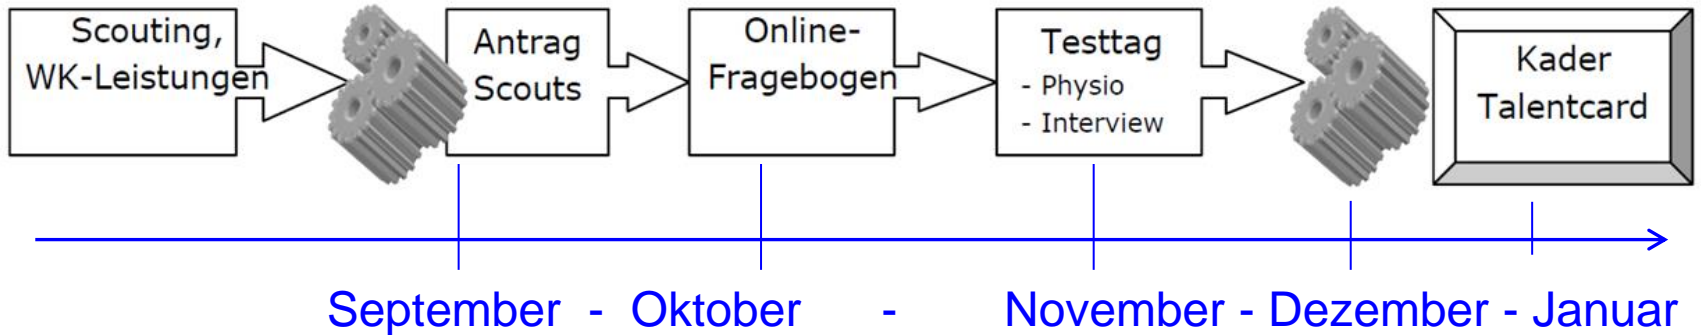 Scouting,
WK-Leistungen
Antrag
Scouts
Online-
Fragebogen
Testtag
- Physio
- Interview
Kader
Talentcard
September - Oktober - November - Dezember - Januar